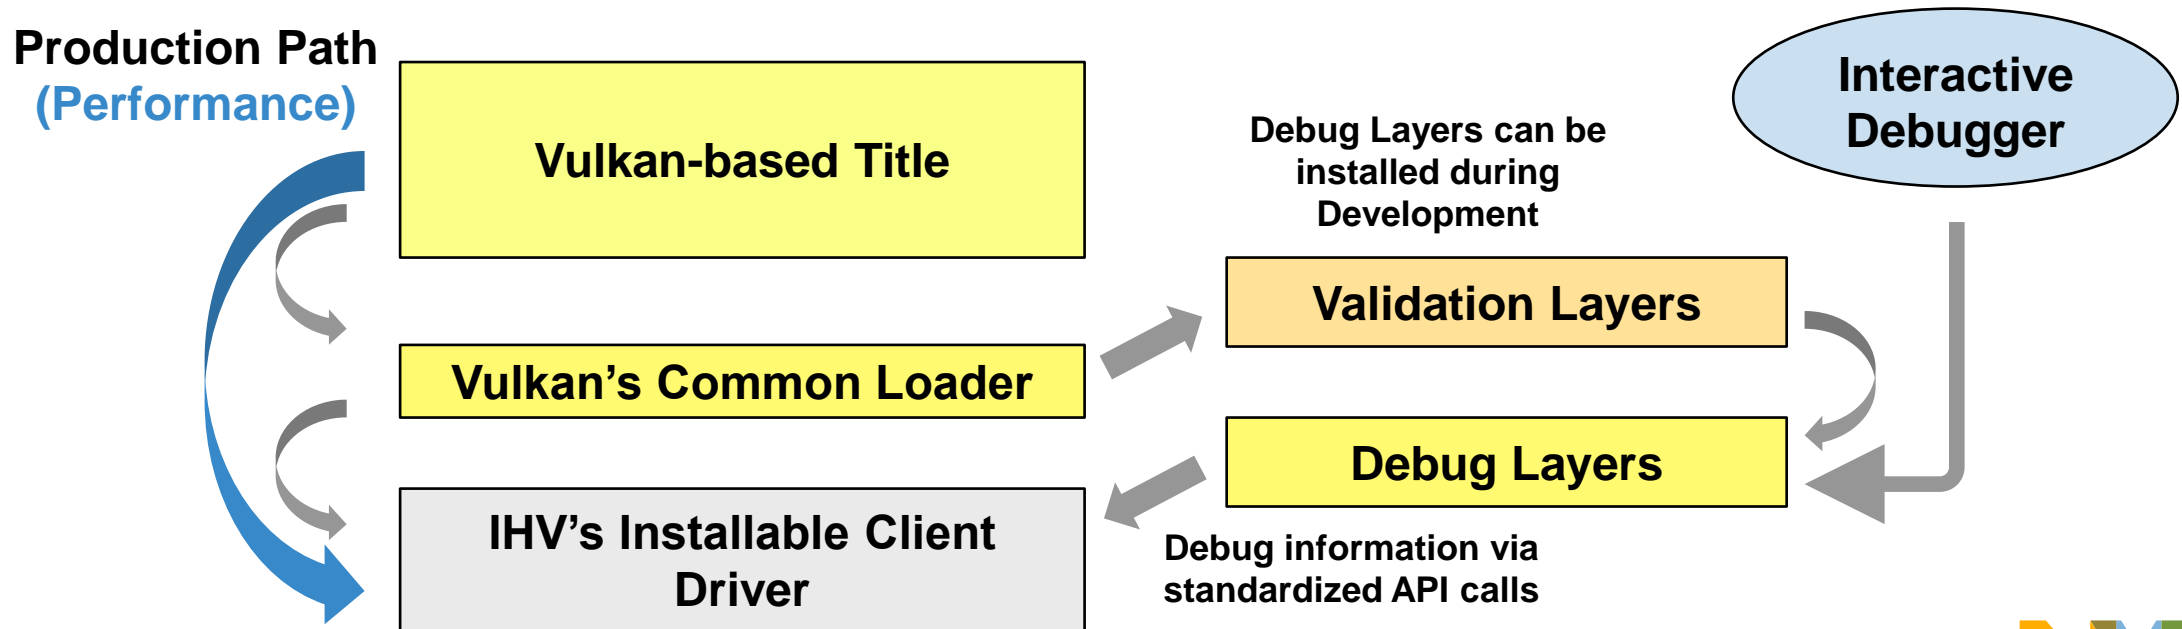 Production Path
(Performance)
Vulkan-based Title
Vulkan's Common Loader
IHV's Installable Client
Driver
Debug Layers can be
installed during
Development
Validation Layers
Debug Layers
Debug information via
standardized API calls
Interactive
Debugger